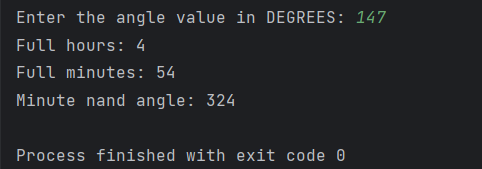 Enter the angle value in DEGREES: 147
Full hours: 4
Full minutes: 54
Minute nand angle: 324
Process finished with exit code 0